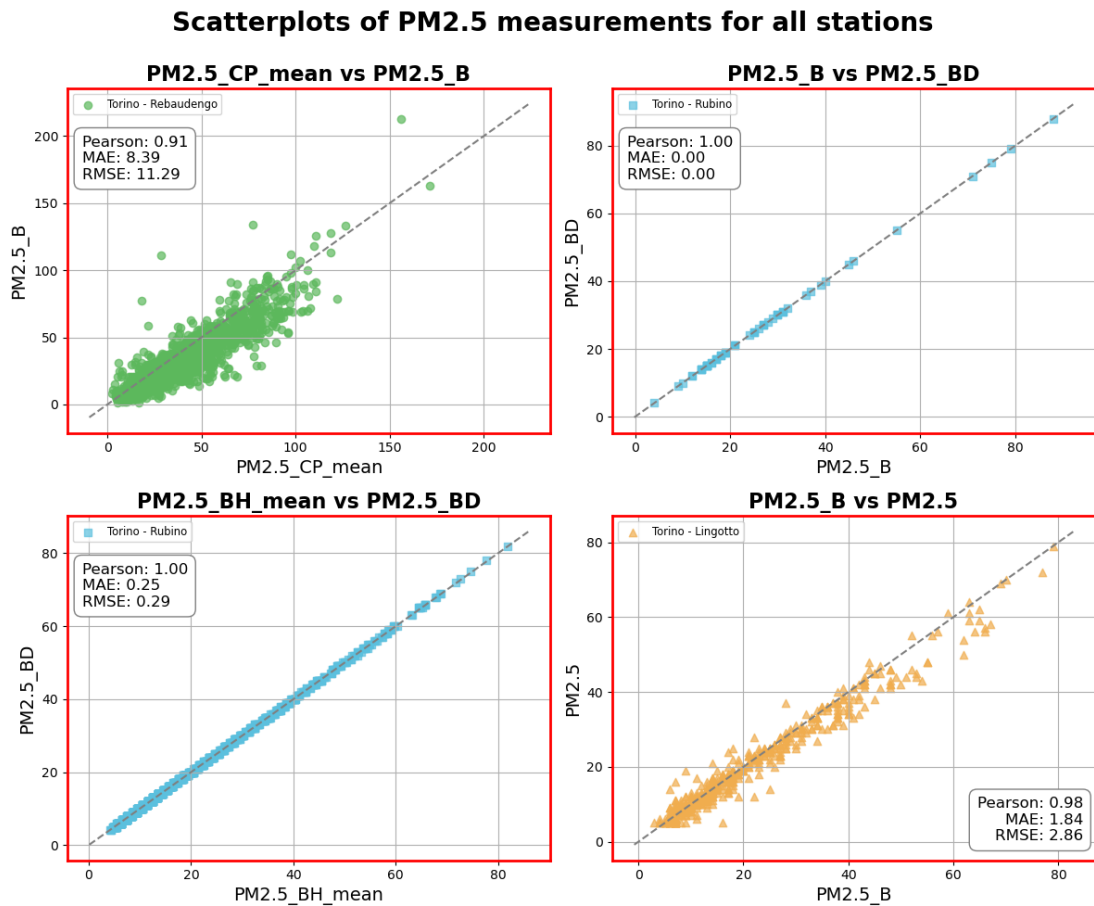 Scatterplots of PM2.5 measurements for all stations
PM2.5_CP_mean vs PM2.5_B
Torino - Rebaudengo
Pearson: 0.91
MAE: 8.39
RMSE: 11.29
200
150
100
50
0
PM2.5_B
0 50 100 150 200
PM2.5_CP_mean
PM2.5_B vs PM2.5_BD
Torino - Rubino
Pearson: 1.00
MAE: 0.00
RMSE: 0.00
80
60
40
20
0
PM2.5_BD
0 20 40 60 80
PM2.5_B
PM2.5_BH_mean vs PM2.5_BD
Torino - Rubino
Pearson: 1.00
MAE: 0.25
RMSE: 0.29
80
60
40
20
0
PM2.5_BD
0 20 40 60 80
PM2.5_BH_mean
PM2.5_B vs PM2.5
Torino - Lingotto
80
60
40
20
0
PM2.5
Pearson: 0.98
MAE: 1.84
RMSE: 2.86
0 20 40 60 80
PM2.5_B